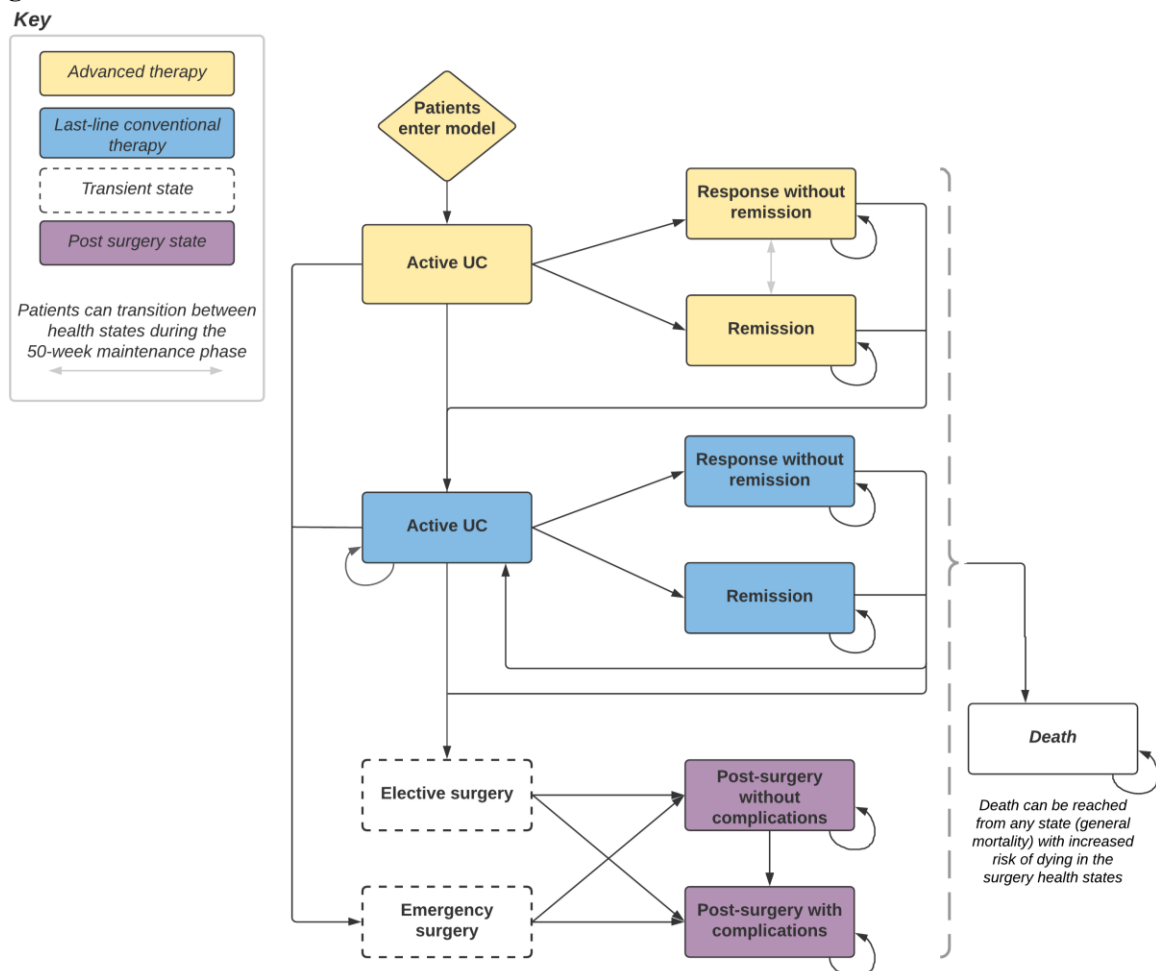 Key
Advanced therapy
Last-line conventional
therapy
Transient state
Post surgery state
Patients can transition between
health states during the
50-week maintenance phase
Patients
enter model
Response without
remission
Active UC
Remission
Response without
remission
Active UC
Remission
Elective surgery
Post-surgery
without
complications
Emergency
surgery
Post-surgery with
complications
Death
Death can be reached
from any state (general
mortality) with increased
risk of dying in the
surgery health states